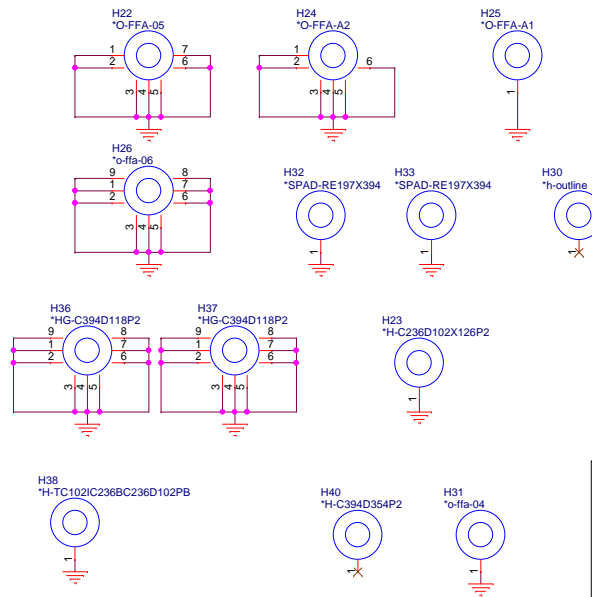 H22
*O-FFA-05
1
2
7
6
3
4
5
H24
*O-FFA-A2
1
2
6
3
4
5
H25
*O-FFA-A1
1
H26
*o-ffa-06
9
1
2
8
7
6
3
4
5
H32
*SPAD-RE197X394
1
H33
*SPAD-RE197X394
1
H30
*h-outline
1
H36
*HG-C394D118P2
9
1
2
8
7
6
3
4
5
H37
*HG-C394D118P2
9
1
2
8
7
6
3
4
5
H23
*H-C236D102X126P2
1
H38
*H-TC102IC236BC236D102PB
1
H40
*H-C394D354P2
1
H31
*o-ffa-04
1